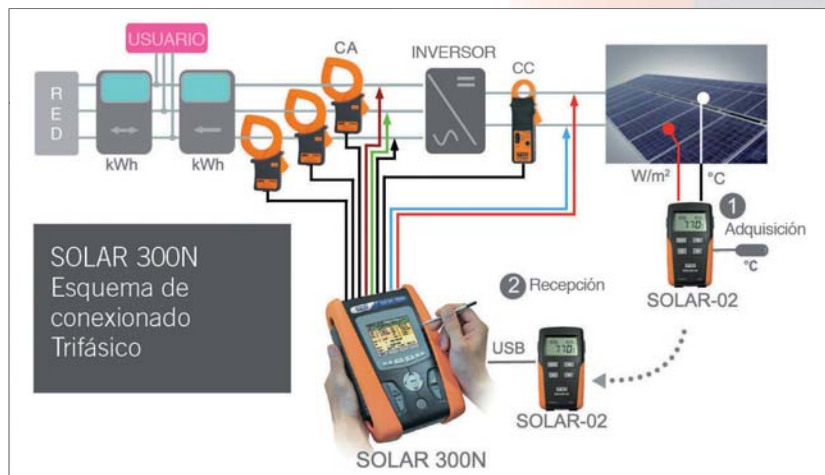 USUARIO
CA
INVERSOR
CC
R
E
D
kWh
kWh
W/m²
°C
1
Adquisición
°C
SOLAR-02
SOLAR 300N
Esquema de
conexionado
Trifásico
2 Recepción
USB
SOLAR-02
SOLAR 300N